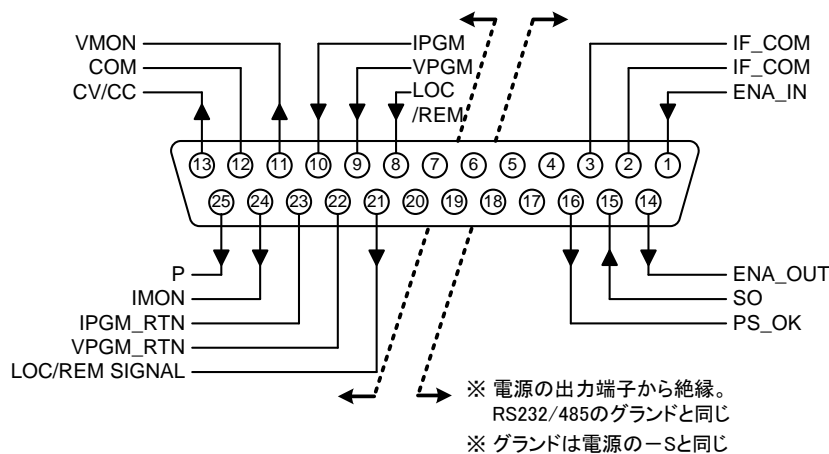 VMON
COM
CV/CC
IPGM
VPGM
LOC
/REM
IF_COM
IF_COM
ENA_IN
13 12 11 10 9 8 7 6 5 4 3 2 1
25 24 23 22 21 20 19 18 17 16 15 14
P
IMON
IPGM_RTN
VPGM_RTN
LOC/REM SIGNAL
ENA_OUT
SO
PS_OK
※ 電源の出力端子から絶縁。
RS232/485のグランドと同じ
※ グランドは電源の－Sと同じ